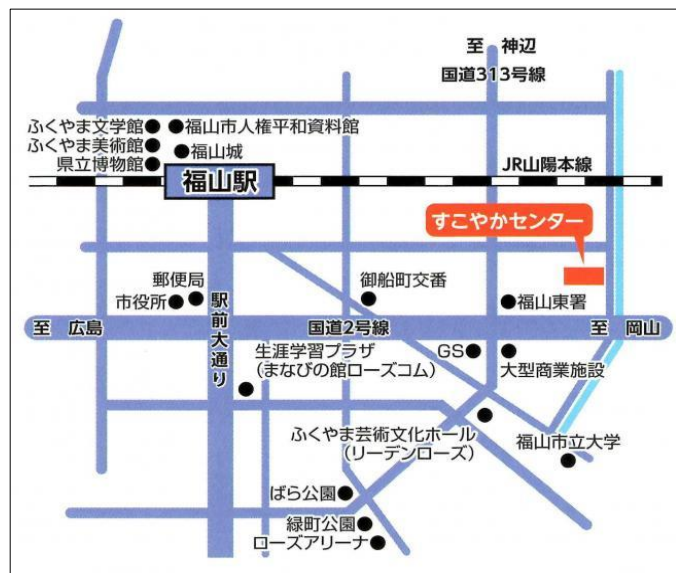 至 神辺
国道313号線
ふくやま文学館
福山市人権平和資料館
ふくやま美術館
福山城
県立博物館
JR山陽本線
福山駅
すこやかセンター
郵便局
御船町交番
市役所
福山東署
駅前大通り
至 広島
国道2号線
至 岡山
生涯学習プラザ
(まなびの館ローズコム)
GS
大型商業施設
ふくやま芸術文化ホール
(リーデンローズ)
福山市立大学
ばら公園
緑町公園
ローズアリーナ